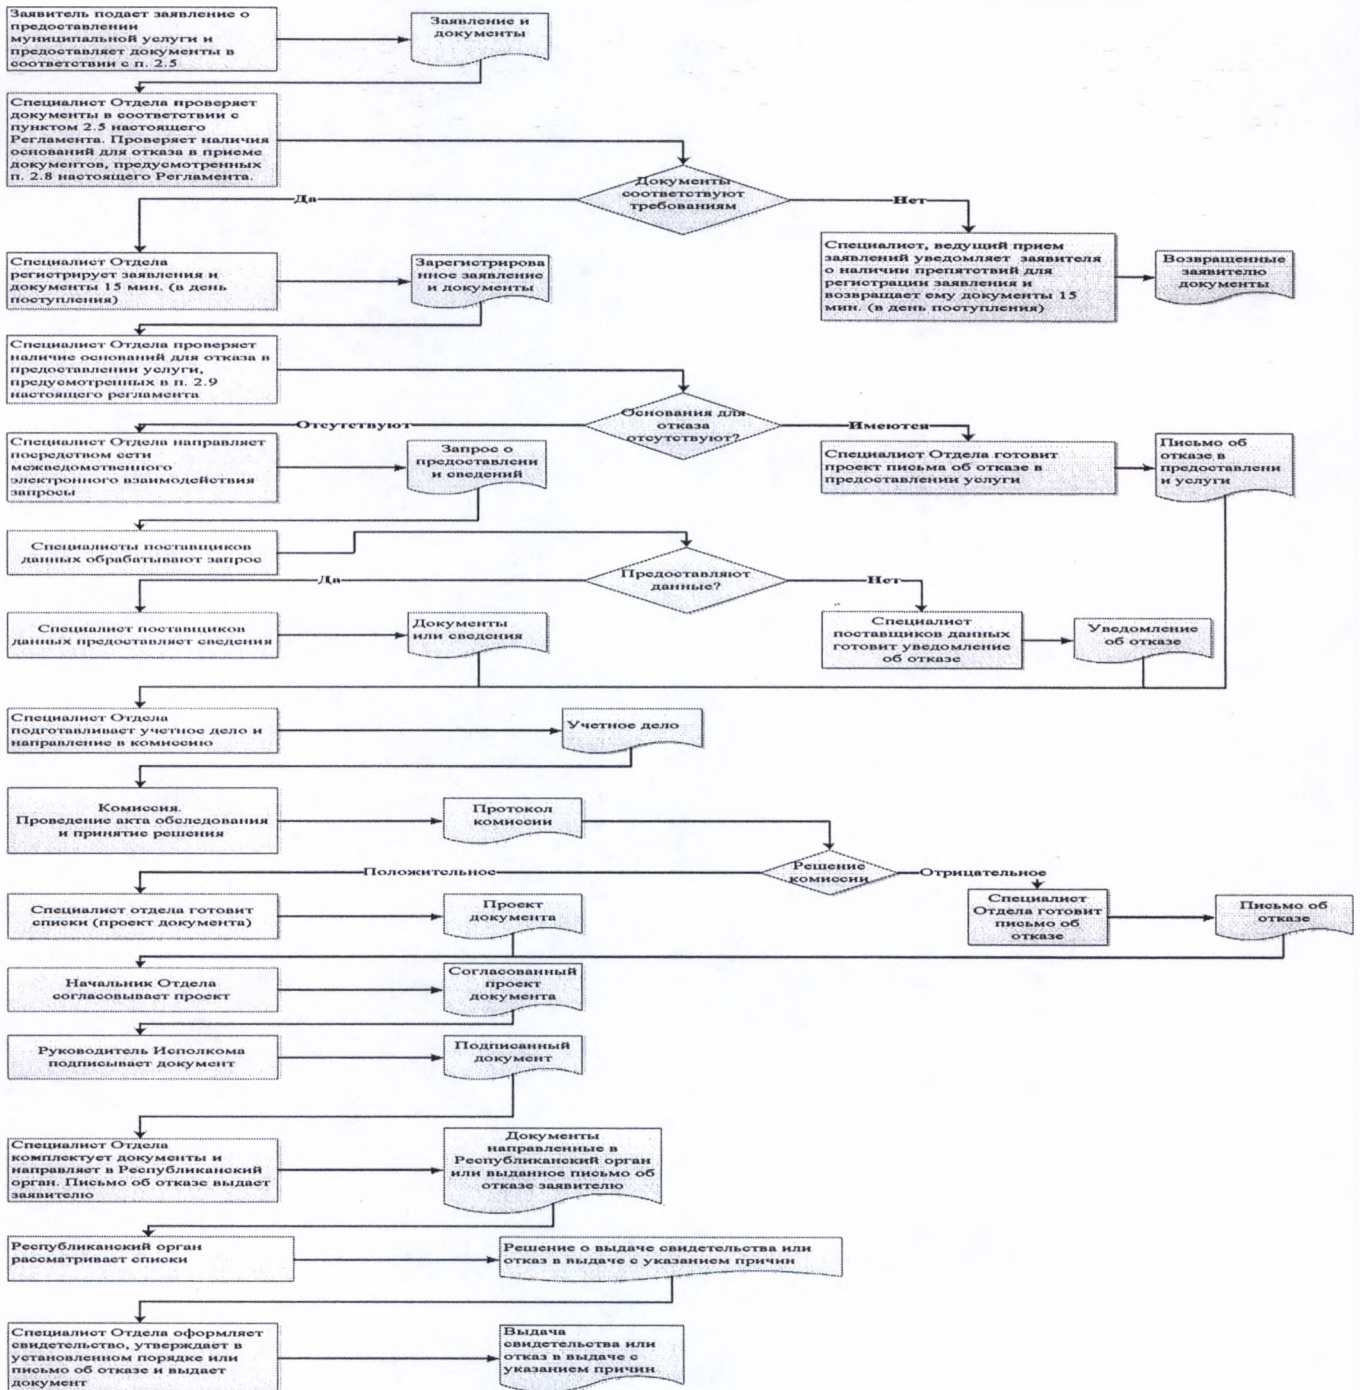 Заявитель подает заявление о
предоставлении
муниципальной услуги и
предоставляет документы в
соответствии с п. 2.5
Заявление и
документы
Специалист Отдела проверяет
документы в соответствии с
пунктом 2.5 настоящего
Регламента. Проверяет наличия
оснований для отказа в приеме
документов, предусмотренных
п. 2.8 настоящего Регламента.
Документы
соответствуют
требованиям
Да
Нет
Специалист Отдела
регистрирует заявления и
документы 15 мин. (в день
поступления)
Зарегистрирова
нное заявление
и документы
Специалист, ведущий прием
заявлений уведомляет заявителя
о наличии препятствий для
регистрации заявления и
возвращает ему документы 15
мин. (в день поступления)
Возвращенные
заявителю
документы
Специалист Отдела проверяет
наличие оснований для отказа в
предоставлении услуги,
предусмотренных в п. 2.9
настоящего регламента
Основания для
отказа
отсутствуют?
Отсутствуют
Имеются
Специалист Отдела направляет
посредством сети
межведомственного
электронного взаимодействия
запросы
Запрос о
предоставлени
и сведений
Специалист Отдела готовит
проект письма об отказе в
предоставлении услуги
Письмо об
отказе в
предоставлени
и услуги
Специалисты поставщиков
данных обрабатывают запрос
Предоставляют
данные?
Да
Нет
Специалист поставщиков
данных предоставляет сведения
Документы
или сведения
Специалист
поставщиков данных
готовит уведомление
об отказе
Уведомление
об отказе
Специалист Отдела
подготавливает учетное дело и
направление в комиссию
Учетное дело
Комиссия.
Проведение акта обследования
и принятие решения
Протокол
комиссии
Решение
комиссии
Положительное
Отрицательное
Специалист отдела готовит
списки (проект документа)
Проект
документа
Специалист
Отдела готовит
письмо об
отказе
Письмо об
отказе
Начальник Отдела
согласовывает проект
Согласованный
проект
документа
Руководитель Исполкома
подписывает документ
Подписанный
документ
Специалист Отдела
комплектует документы и
направляет в Республиканский
орган. Письмо об отказе выдает
заявителю
Документы
направленные в
Республиканский орган
или выданное письмо об
отказе заявителю
Республиканский орган
рассматривает списки
Решение о выдаче свидетельства или
отказ в выдаче с указанием причин
Специалист Отдела оформляет
свидетельство, утверждает в
установленном порядке или
письмо об отказе и выдает
документ
Выдача
свидетельства или
отказ в выдаче с
указанием причин